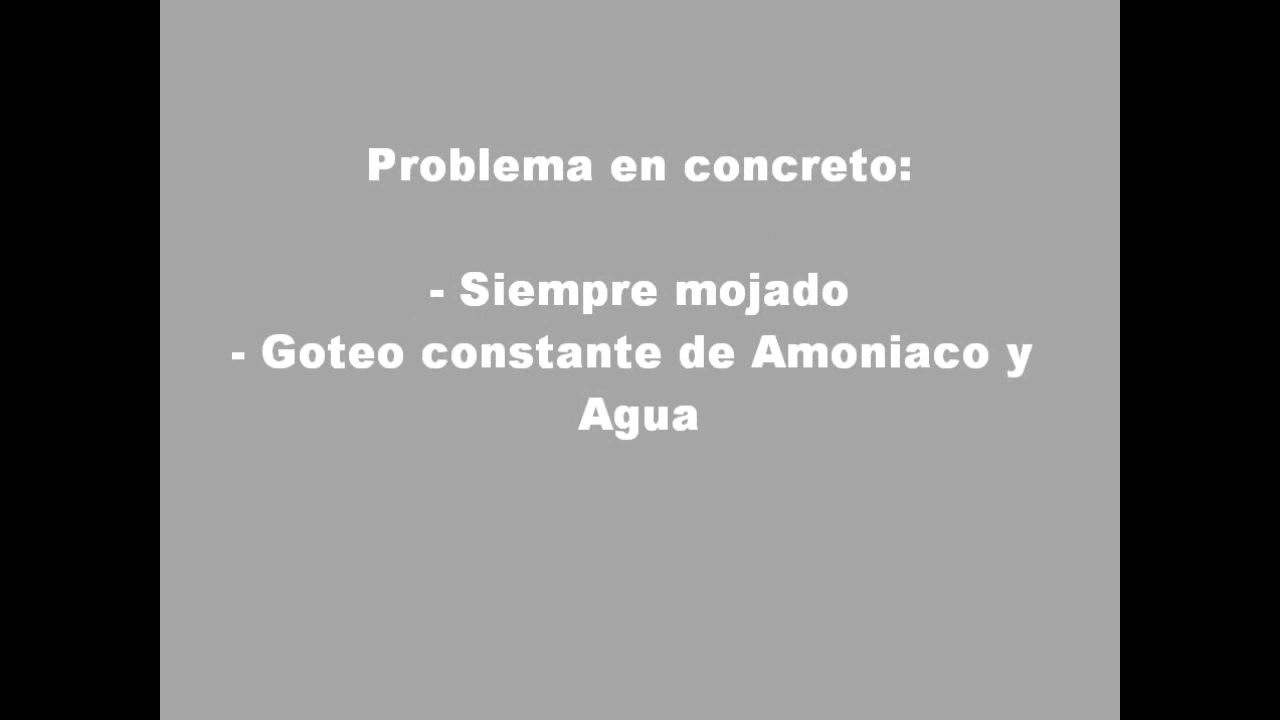 Problema en concreto:
- Siempre mojado
- Goteo constante de Amoniaco y
Agua